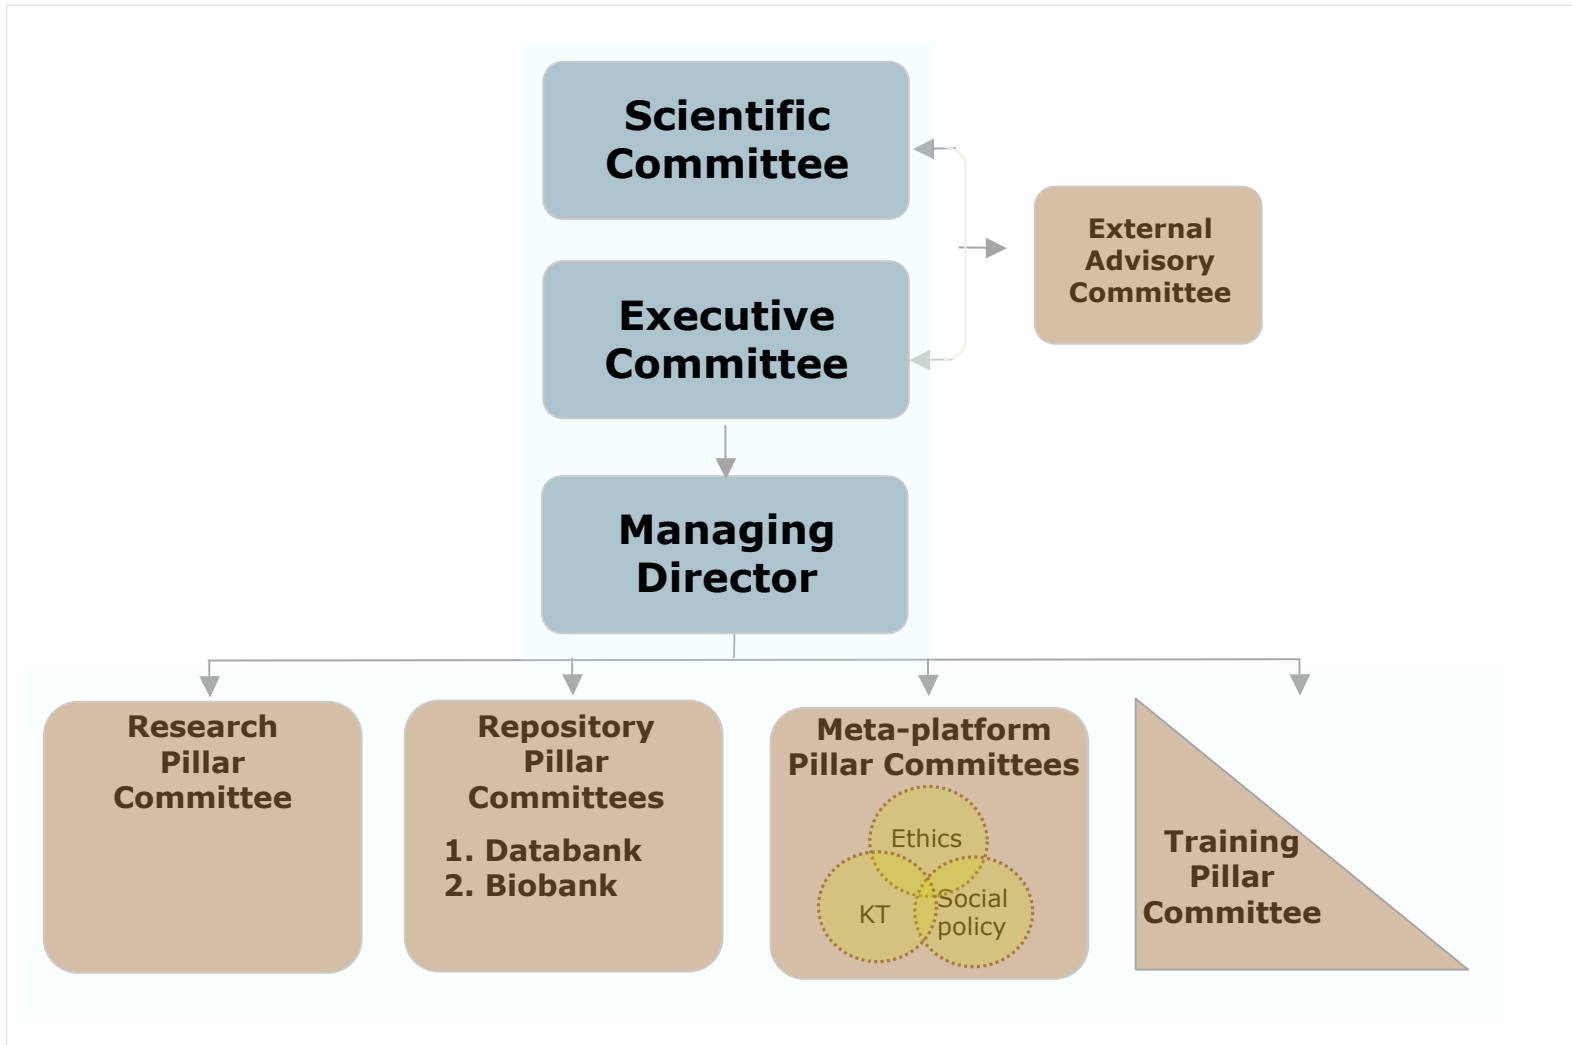 Scientific
Committee
External
Advisory
Committee
Executive
Committee
Managing
Director
Research
Pillar
Committee
Repository
Pillar
Committees
1. Databank
2. Biobank
Meta-platform
Pillar Committees
Ethics
KT
Social
policy
Training
Pillar
Committee